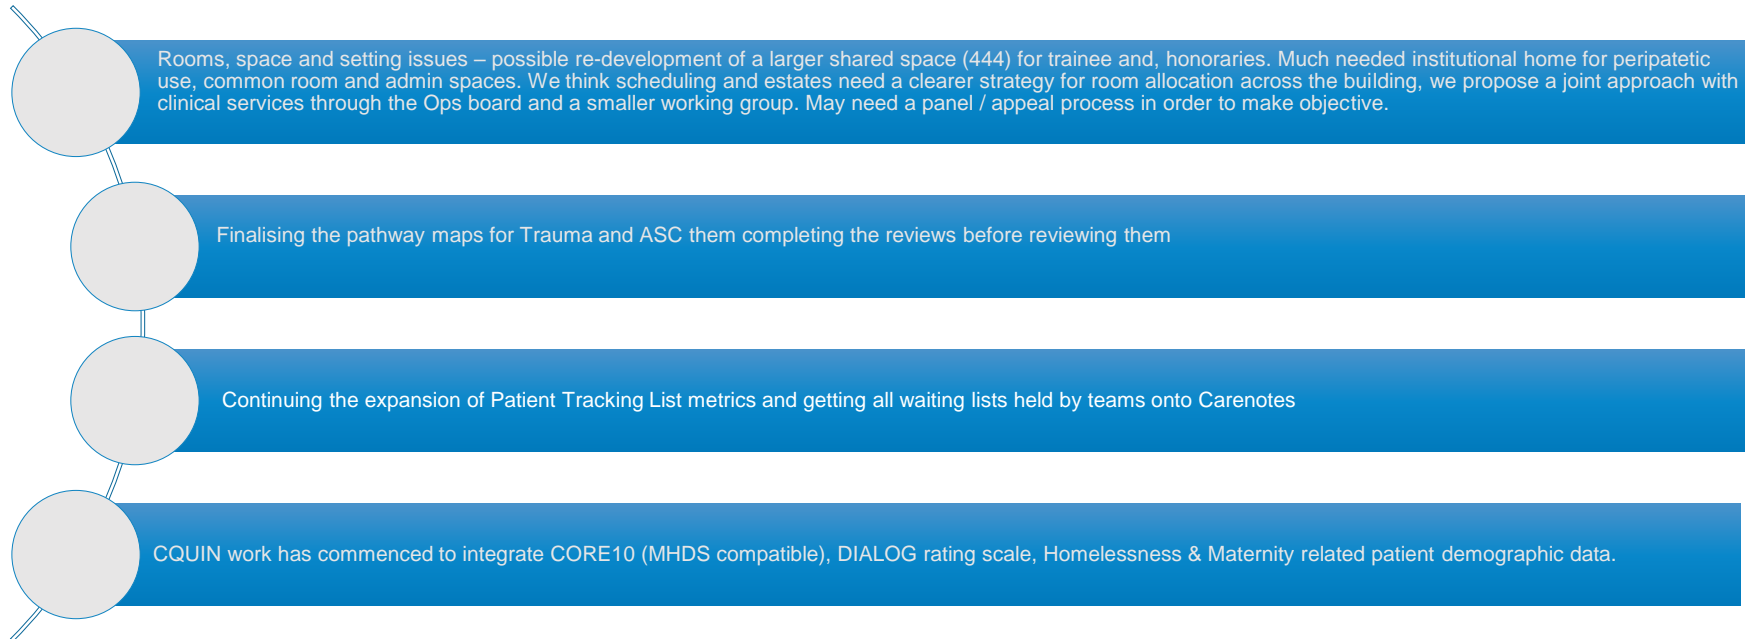 Rooms, space and setting issues – possible re-development of a larger shared space (444) for trainee and, honoraries. Much needed institutional home for peripatetic
use, common room and admin spaces. We think scheduling and estates need a clearer strategy for room allocation across the building, we propose a joint approach with
clinical services through the Ops board and a smaller working group. May need a panel / appeal process in order to make objective.
Finalising the pathway maps for Trauma and ASC them completing the reviews before reviewing them
Continuing the expansion of Patient Tracking List metrics and getting all waiting lists held by teams onto Carenotes
CQUIN work has commenced to integrate CORE10 (MHDS compatible), DIALOG rating scale, Homelessness & Maternity related patient demographic data.